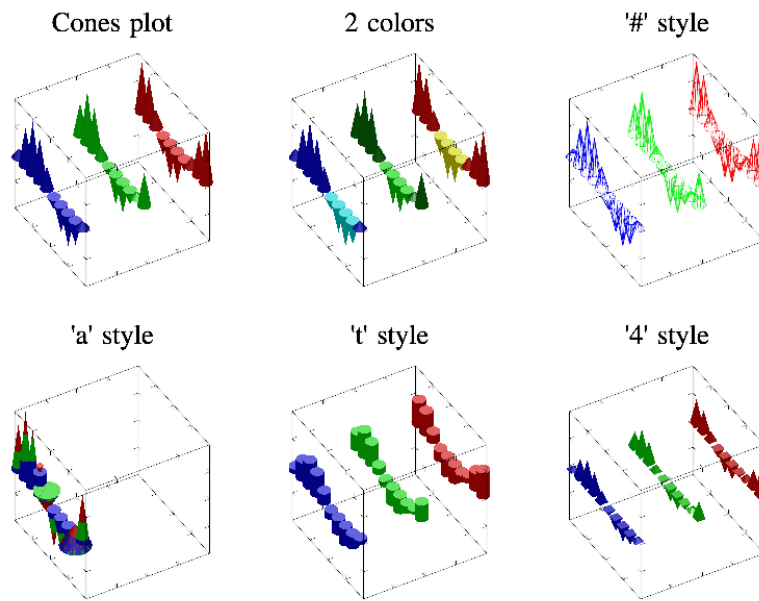 Cones plot
2 colors
'#' style
'a' style
't' style
'4' style